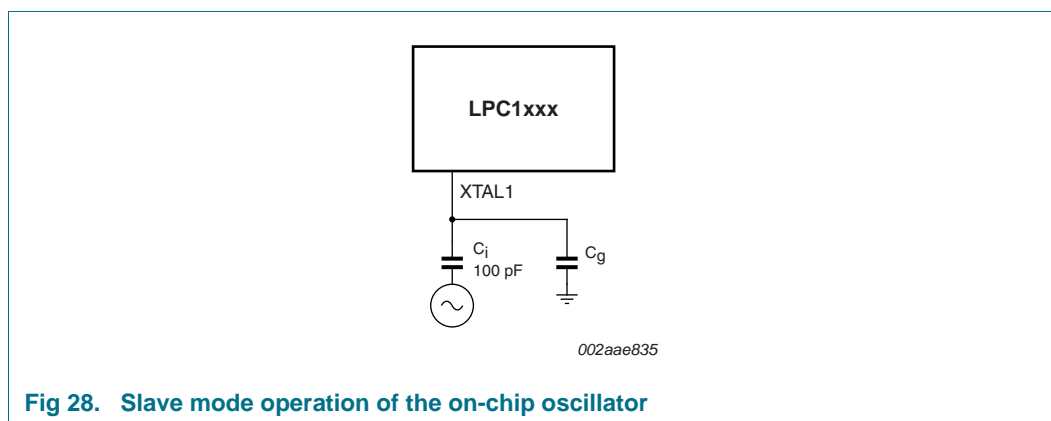 LPC1xxx
XTAL1
Ci
100 pF
Cg
002aae835
Fig 28. Slave mode operation of the on-chip oscillator